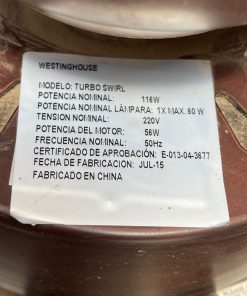 WESTINGHOUSE
MODELO: TURBO SWIRL
POTENCIA NOMINAL: 116W
POTENCIA NOMINAL LÁMPARA: 1X MAX. 60 W
TENSION NOMINAL: 220V
POTENCIA DEL MOTOR: 56W
FRECUENCIA NOMINAL: 50Hz
CERTIFICADO DE APROBACIÓN: E-013-04-3677
FECHA DE FABRICACION: JUL-15
FABRICADO EN CHINA